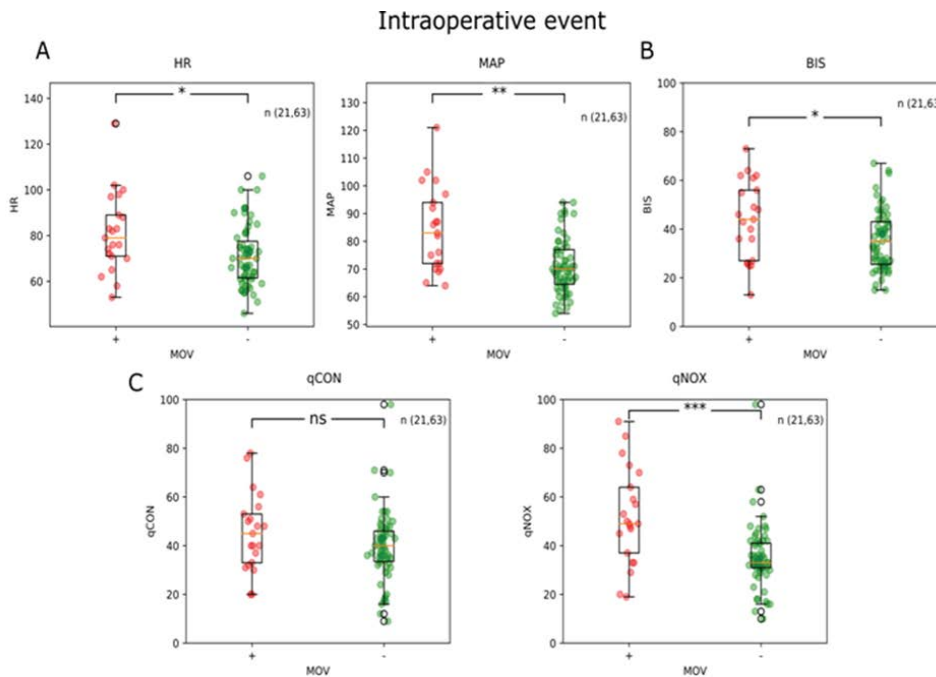 Intraoperative event
A
HR
*
n (21,63)
140
120
100
80
60
HR
+
-
MOV
MAP
**
n (21,63)
130
120
110
100
90
80
70
60
50
MAP
+
-
MOV
B
BIS
*
n (21,63
100
80
60
40
20
0
BIS
+
-
MOV
C
qCON
ns
n (21,63)
100
80
60
40
20
0
qCON
+
-
MOV
qNOX
***
n (21,63)
100
80
60
40
20
0
qNOX
+
-
MOV